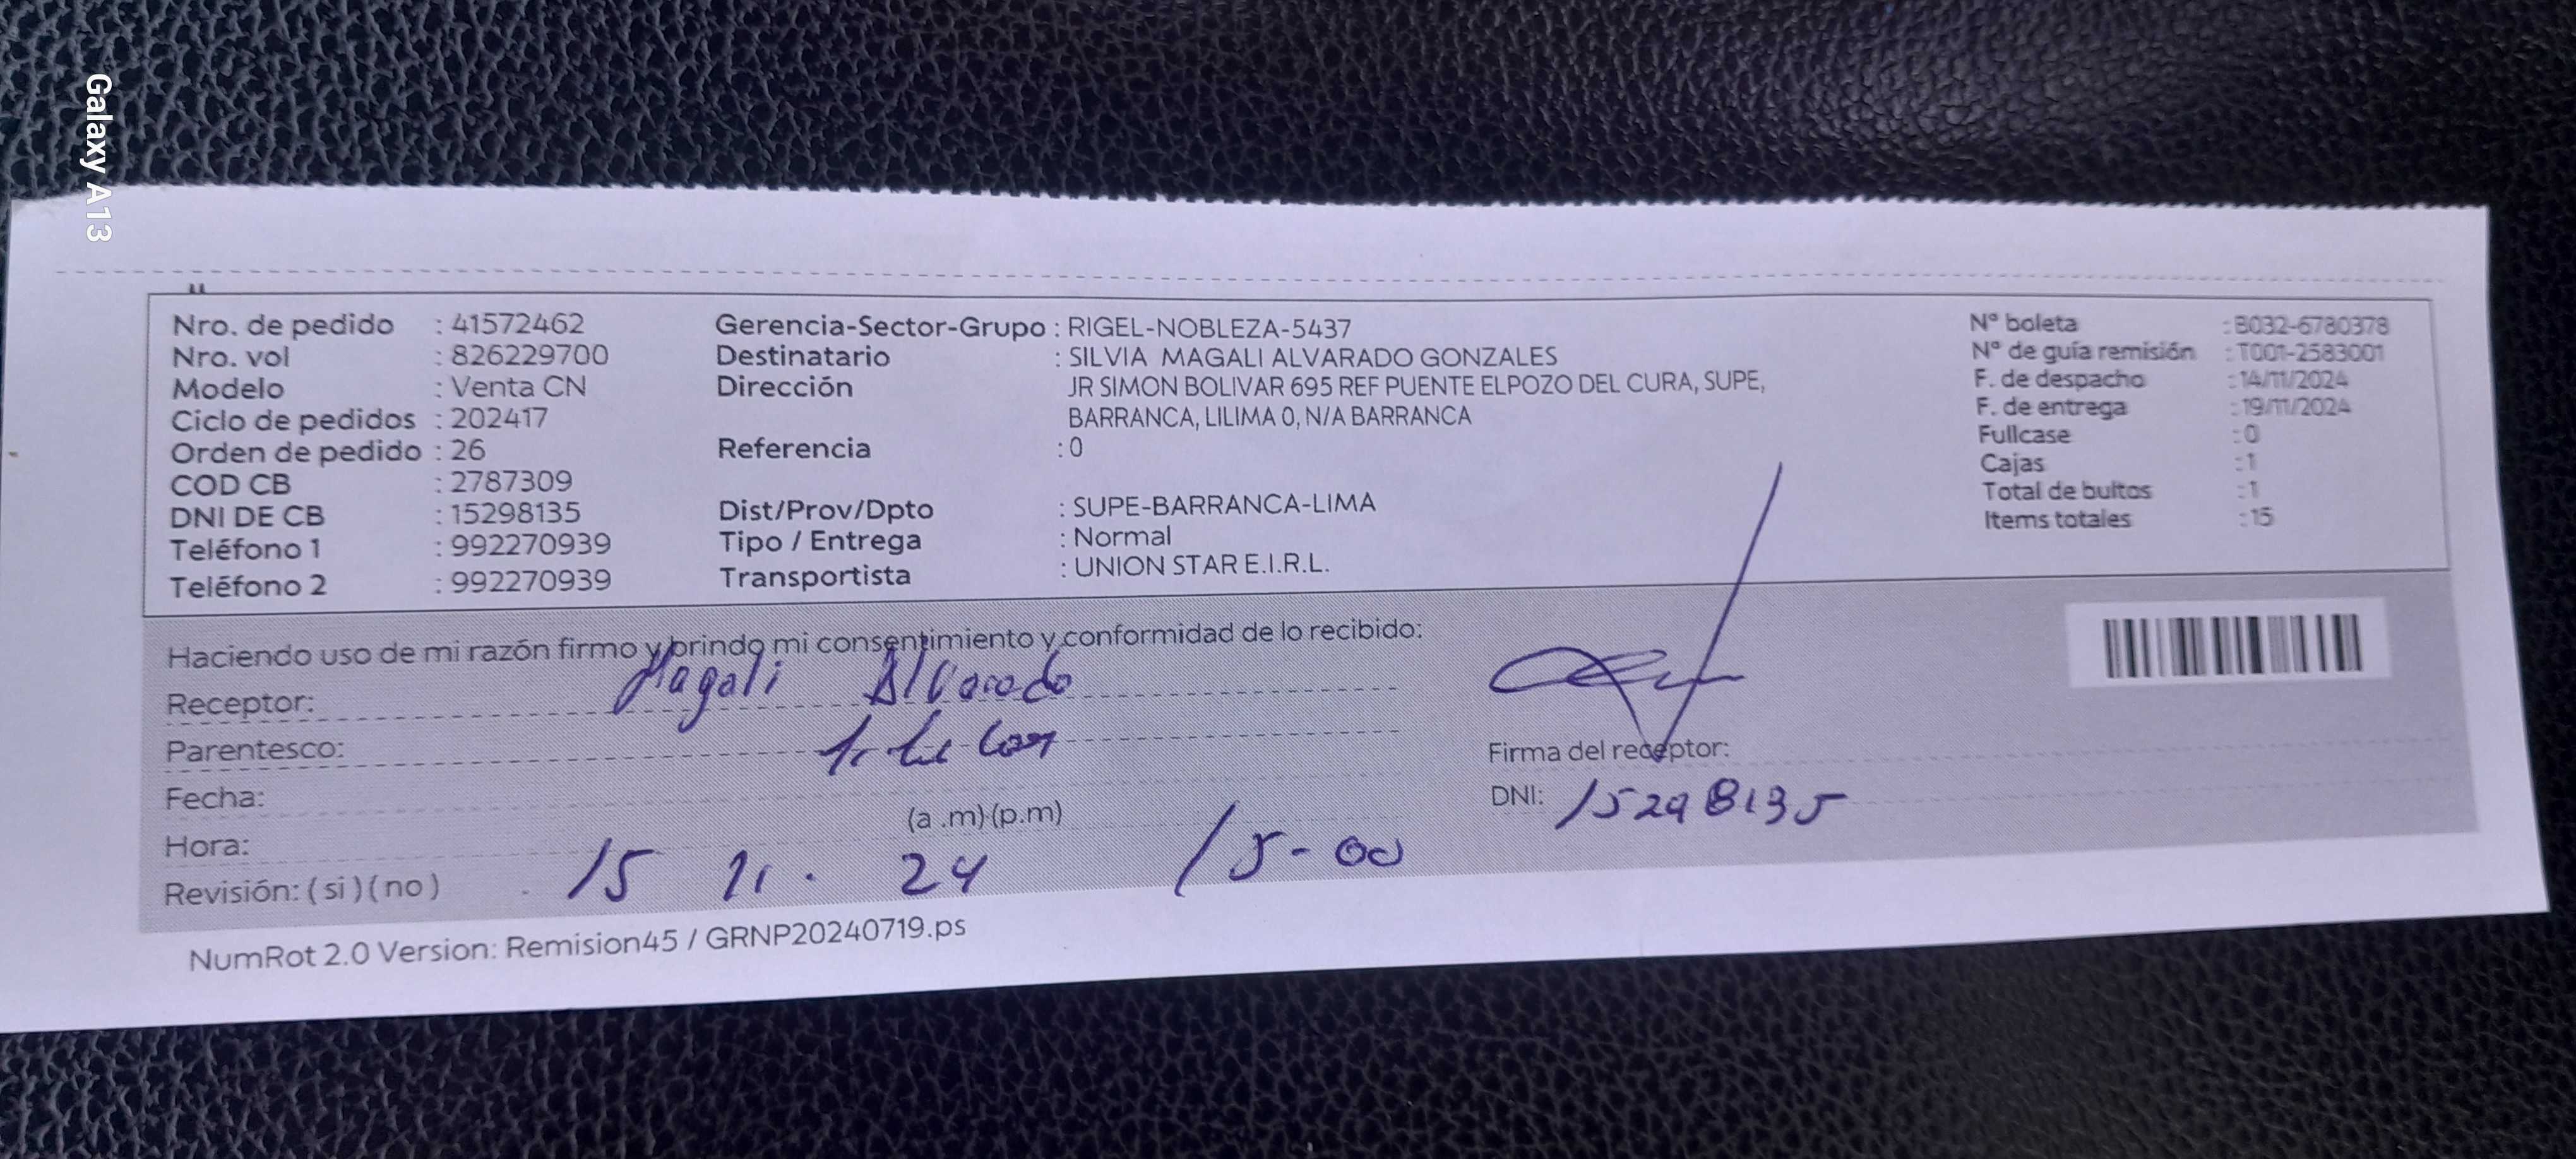 Galaxy A13
Nro. de pedido : 41572462
Nro. vol : 826229700
Modelo : Venta CN
Ciclo de pedidos : 202417
Orden de pedido : 26
COD CB : 2787309
DNI DE CB : 15298135
Teléfono 1 : 992270939
Teléfono 2 : 992270939
Gerencia-Sector-Grupo : RIGEL-NOBLEZA-5437
Destinatario : SILVIA MAGALI ALVARADO GONZALES
Dirección JR SIMON BOLIVAR 695 REF PUENTE ELPOZO DEL CURA, SUPE,
BARRANCA, LILIMA 0, N/A BARRANCA
Referencia : 0
Dist/Prov/Dpto : SUPE-BARRANCA-LIMA
Tipo / Entrega : Normal
Transportista : UNION STAR E.I.R.L.
Nº boleta : B032-6780378
Nº de guía remisión : T001-2583001
F. de despacho : 14/11/2024
F. de entrega : 19/11/2024
Fullcase : 0
Cajas : 1
Total de bultos : 1
Items totales : 15
Haciendo uso de mi razón firmo y brindo mi consentimiento y conformidad de lo recibido:
Receptor: Magali Alvarado
Parentesco:
Fecha:
(a .m) (p.m)
Hora:
Revisión: ( si ) ( no ) 15 11. 24 15-00
Firma del receptor:
DNI: 15298135
NumRot 2.0 Version: Remision45 / GRNP20240719.ps